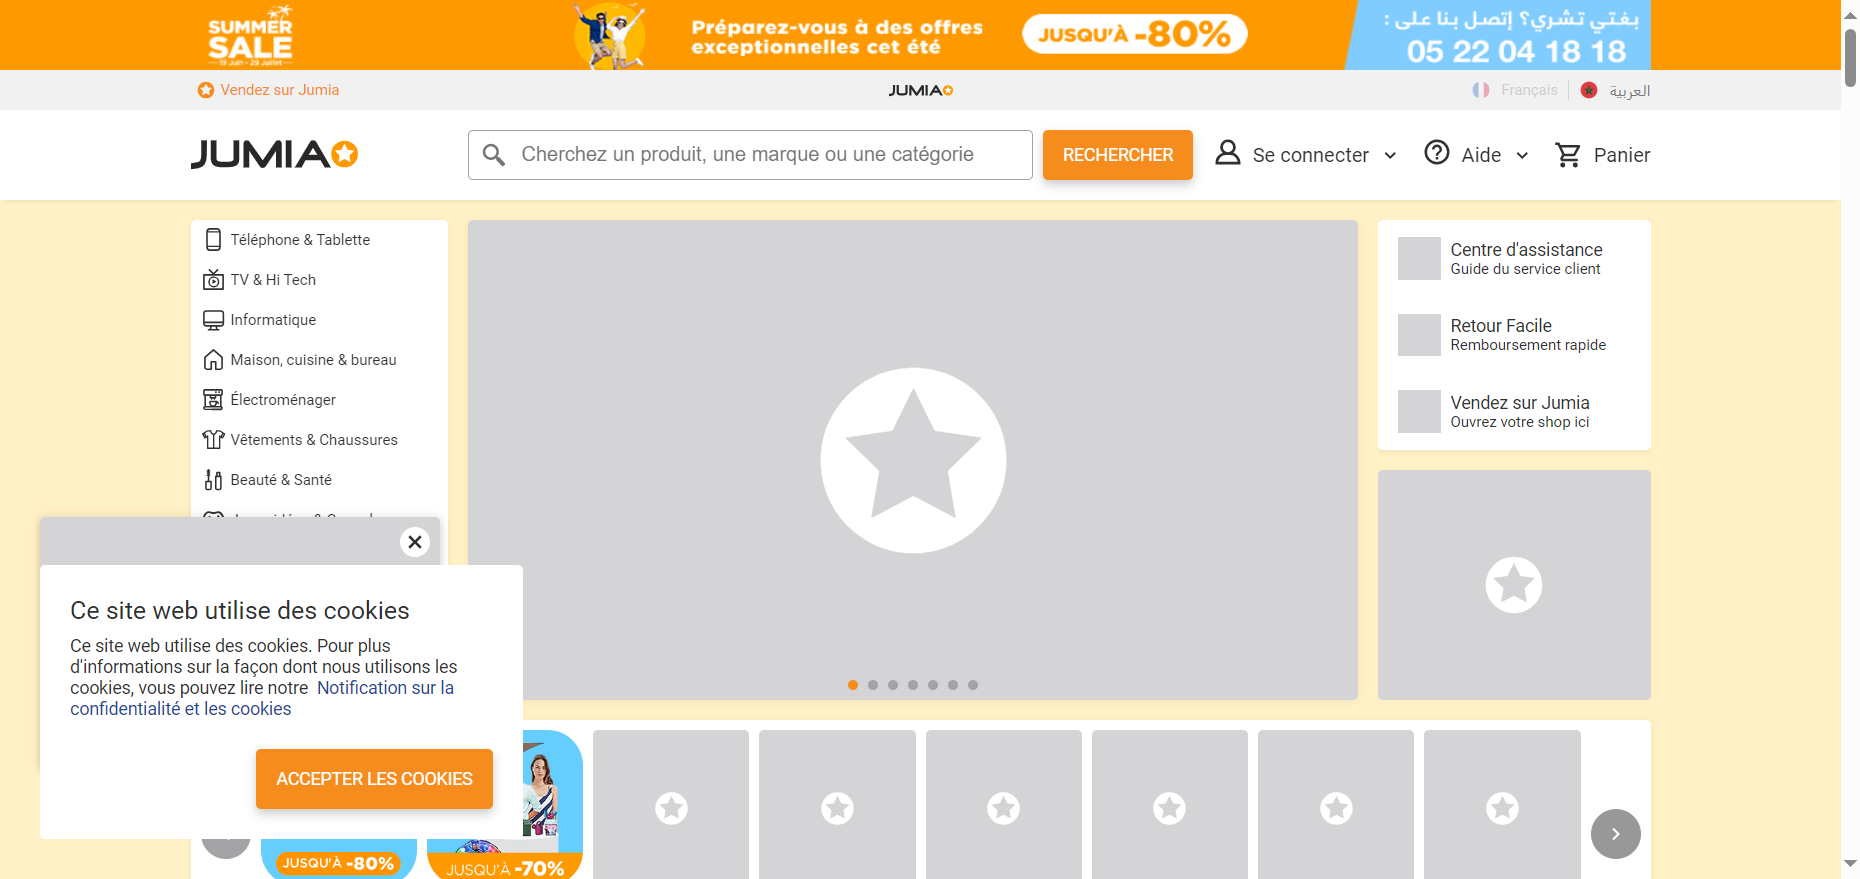 SUMMER
SALE
19 Juin - 29 Juillet
Préparez-vous à des offres
exceptionnelles cet été
JUSQU'À -80%
بغيتي تشري؟ إتصل بنا على :
05 22 04 18 18
Vendez sur Jumia
JUMIA
Français
العربية
JUMIA
Cherchez un produit, une marque ou une catégorie
RECHERCHER
Se connecter
Aide
Panier
Téléphone & Tablette
TV & Hi Tech
Informatique
Maison, cuisine & bureau
Électroménager
Vêtements & Chaussures
Beauté & Santé
Centre d'assistance
Guide du service client
Retour Facile
Remboursement rapide
Vendez sur Jumia
Ouvrez votre shop ici
Ce site web utilise des cookies
Ce site web utilise des cookies. Pour plus
d'informations sur la façon dont nous utilisons les
cookies, vous pouvez lire notre Notification sur la
confidentialité et les cookies
ACCEPTER LES COOKIES
JUSQU'À -80%
JUSQU'À -70%